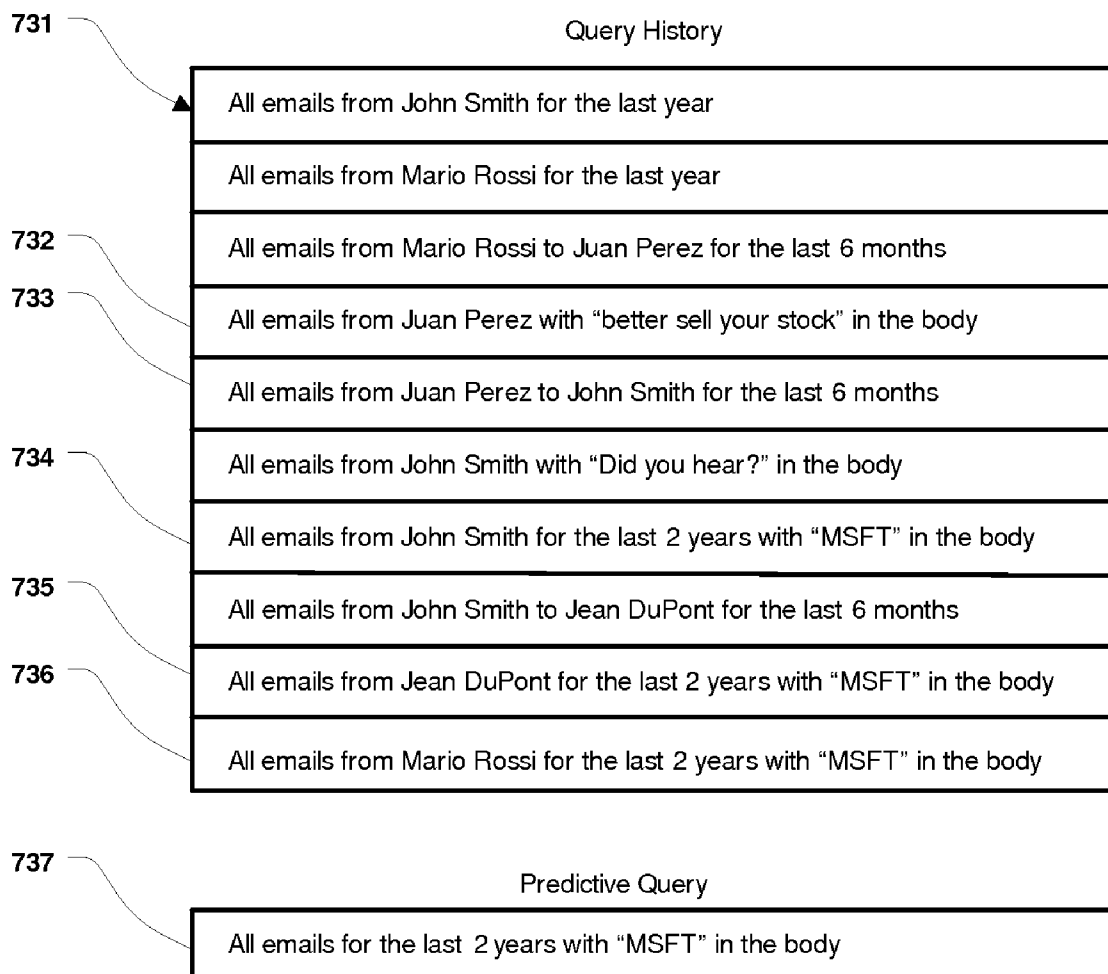 731
Query History
All emails from John Smith for the last year
All emails from Mario Rossi for the last year
732
All emails from Mario Rossi to Juan Perez for the last 6 months
733
All emails from Juan Perez with “better sell your stock” in the body
All emails from Juan Perez to John Smith for the last 6 months
734
All emails from John Smith with “Did you hear?” in the body
All emails from John Smith for the last 2 years with “MSFT” in the body
735
All emails from John Smith to Jean DuPont for the last 6 months
736
All emails from Jean DuPont for the last 2 years with “MSFT” in the body
All emails from Mario Rossi for the last 2 years with “MSFT” in the body
737
Predictive Query
All emails for the last 2 years with “MSFT” in the body